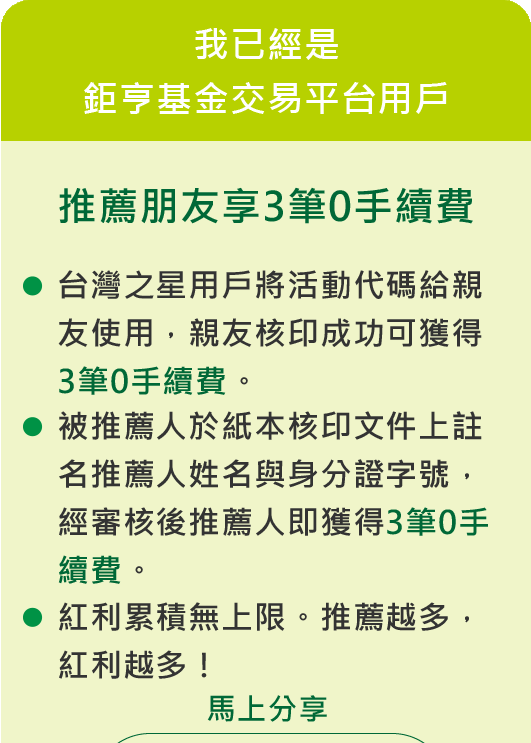 我已經是
鉅亨基金交易平台用戶
推薦朋友享3筆0手續費
● 台灣之星用戶將活動代碼給親
友使用，親友核印成功可獲得
3筆0手續費。
● 被推薦人於紙本核印文件上註
名推薦人姓名與身分證字號，
經審核後推薦人即獲得3筆0手
續費。
● 紅利累積無上限。推薦越多，
紅利越多！
馬上分享